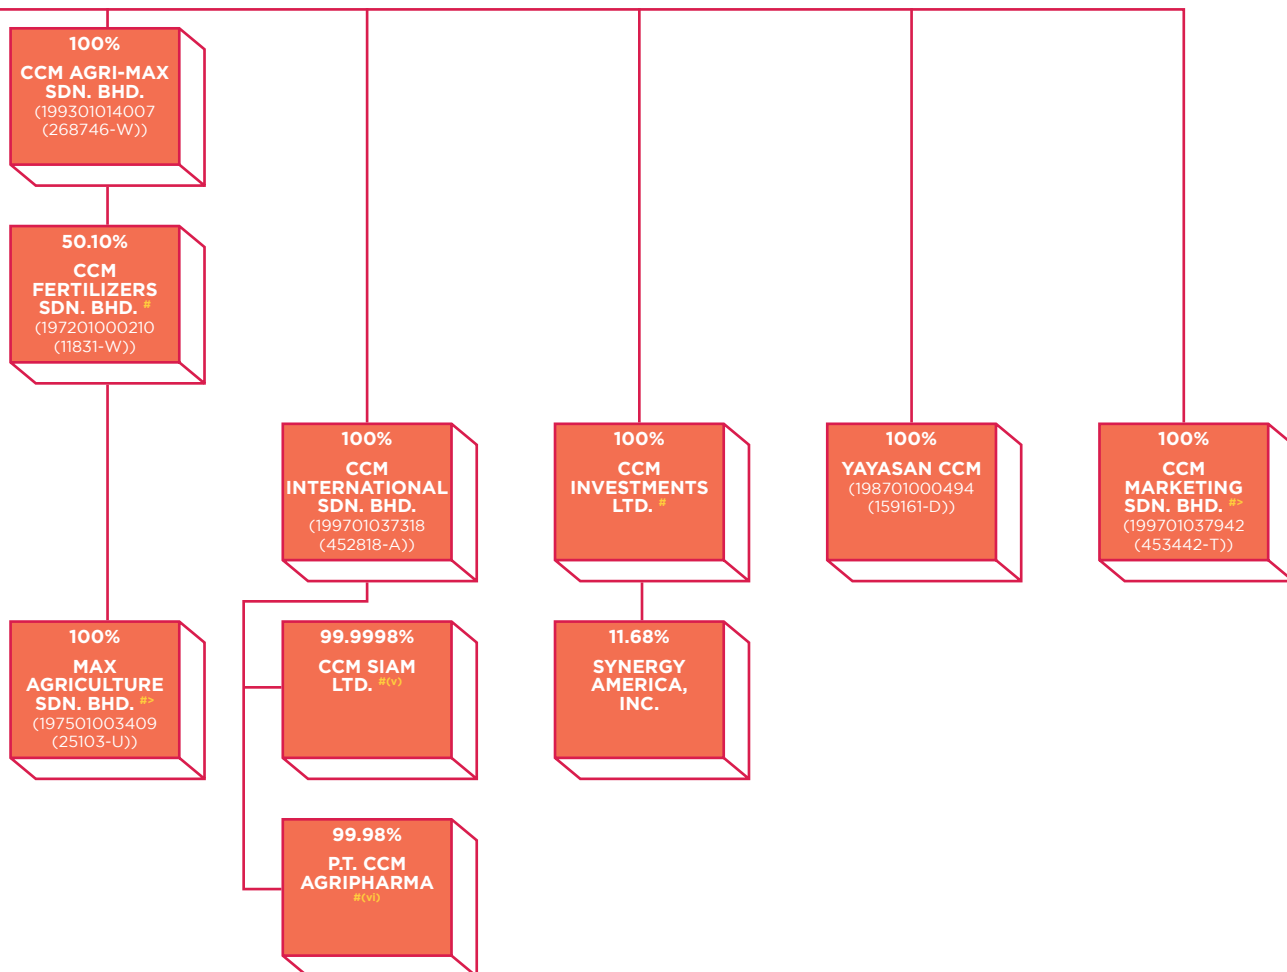 100%
CCM AGRI-MAX
SDN. BHD.
(199301014007
(268746-W))
50.10%
CCM
FERTILIZERS
SDN. BHD. #
(197201000210
(11831-W))
100%
MAX
AGRICULTURE
SDN. BHD. #>
(197501003409
(25103-U))
100%
CCM
INTERNATIONAL
SDN. BHD.
(199701037318
(452818-A))
99.9998%
CCM SIAM
LTD. #(v)
99.98%
P.T. CCM
AGRIPHARMA
#(vi)
100%
CCM
INVESTMENTS
LTD. #
11.68%
SYNERGY
AMERICA,
INC.
100%
YAYASAN CCM
(198701000494
(159161-D))
100%
CCM
MARKETING
SDN. BHD. #>
(199701037942
(453442-T))